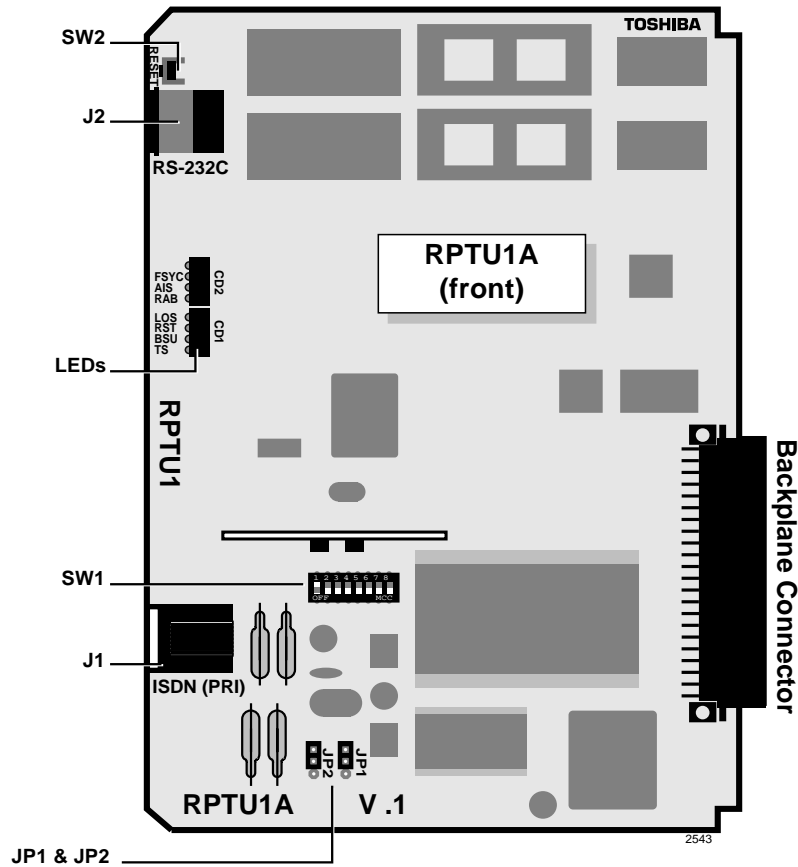 TOSHIBA
SW2
RESET
J2
RS-232C
RPTU1A
(front)
FSYC
AIS
RAB
CD2
LOS
RST
BSU
TS
CD1
LEDs
RPTU1
Backplane Connector
SW1
1 2 3 4 5 6 7 8
OFF MCC
J1
ISDN (PRI)
JP2
JP1
RPTU1A V .1
2543
JP1 & JP2